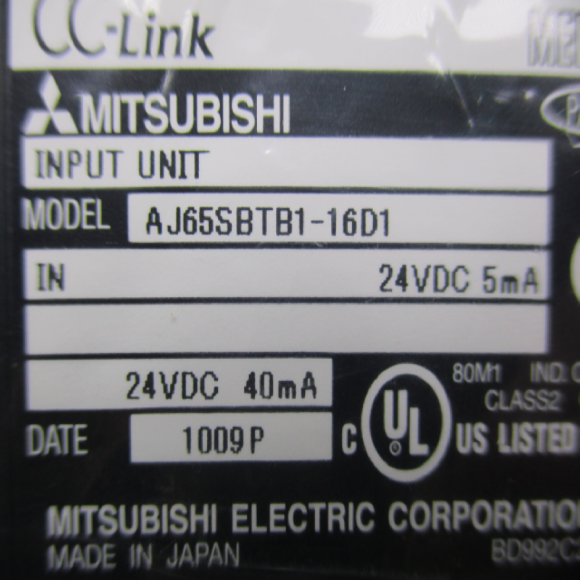 CC-Link
MITSUBISHI
INPUT UNIT
MODEL AJ65SBTB1-16D1
IN 24VDC 5mA
24VDC 40mA
80M1 IND.
CLASS2
DATE 1009P
C UL US LISTED
MITSUBISHI ELECTRIC CORPORATIO
MADE IN JAPAN